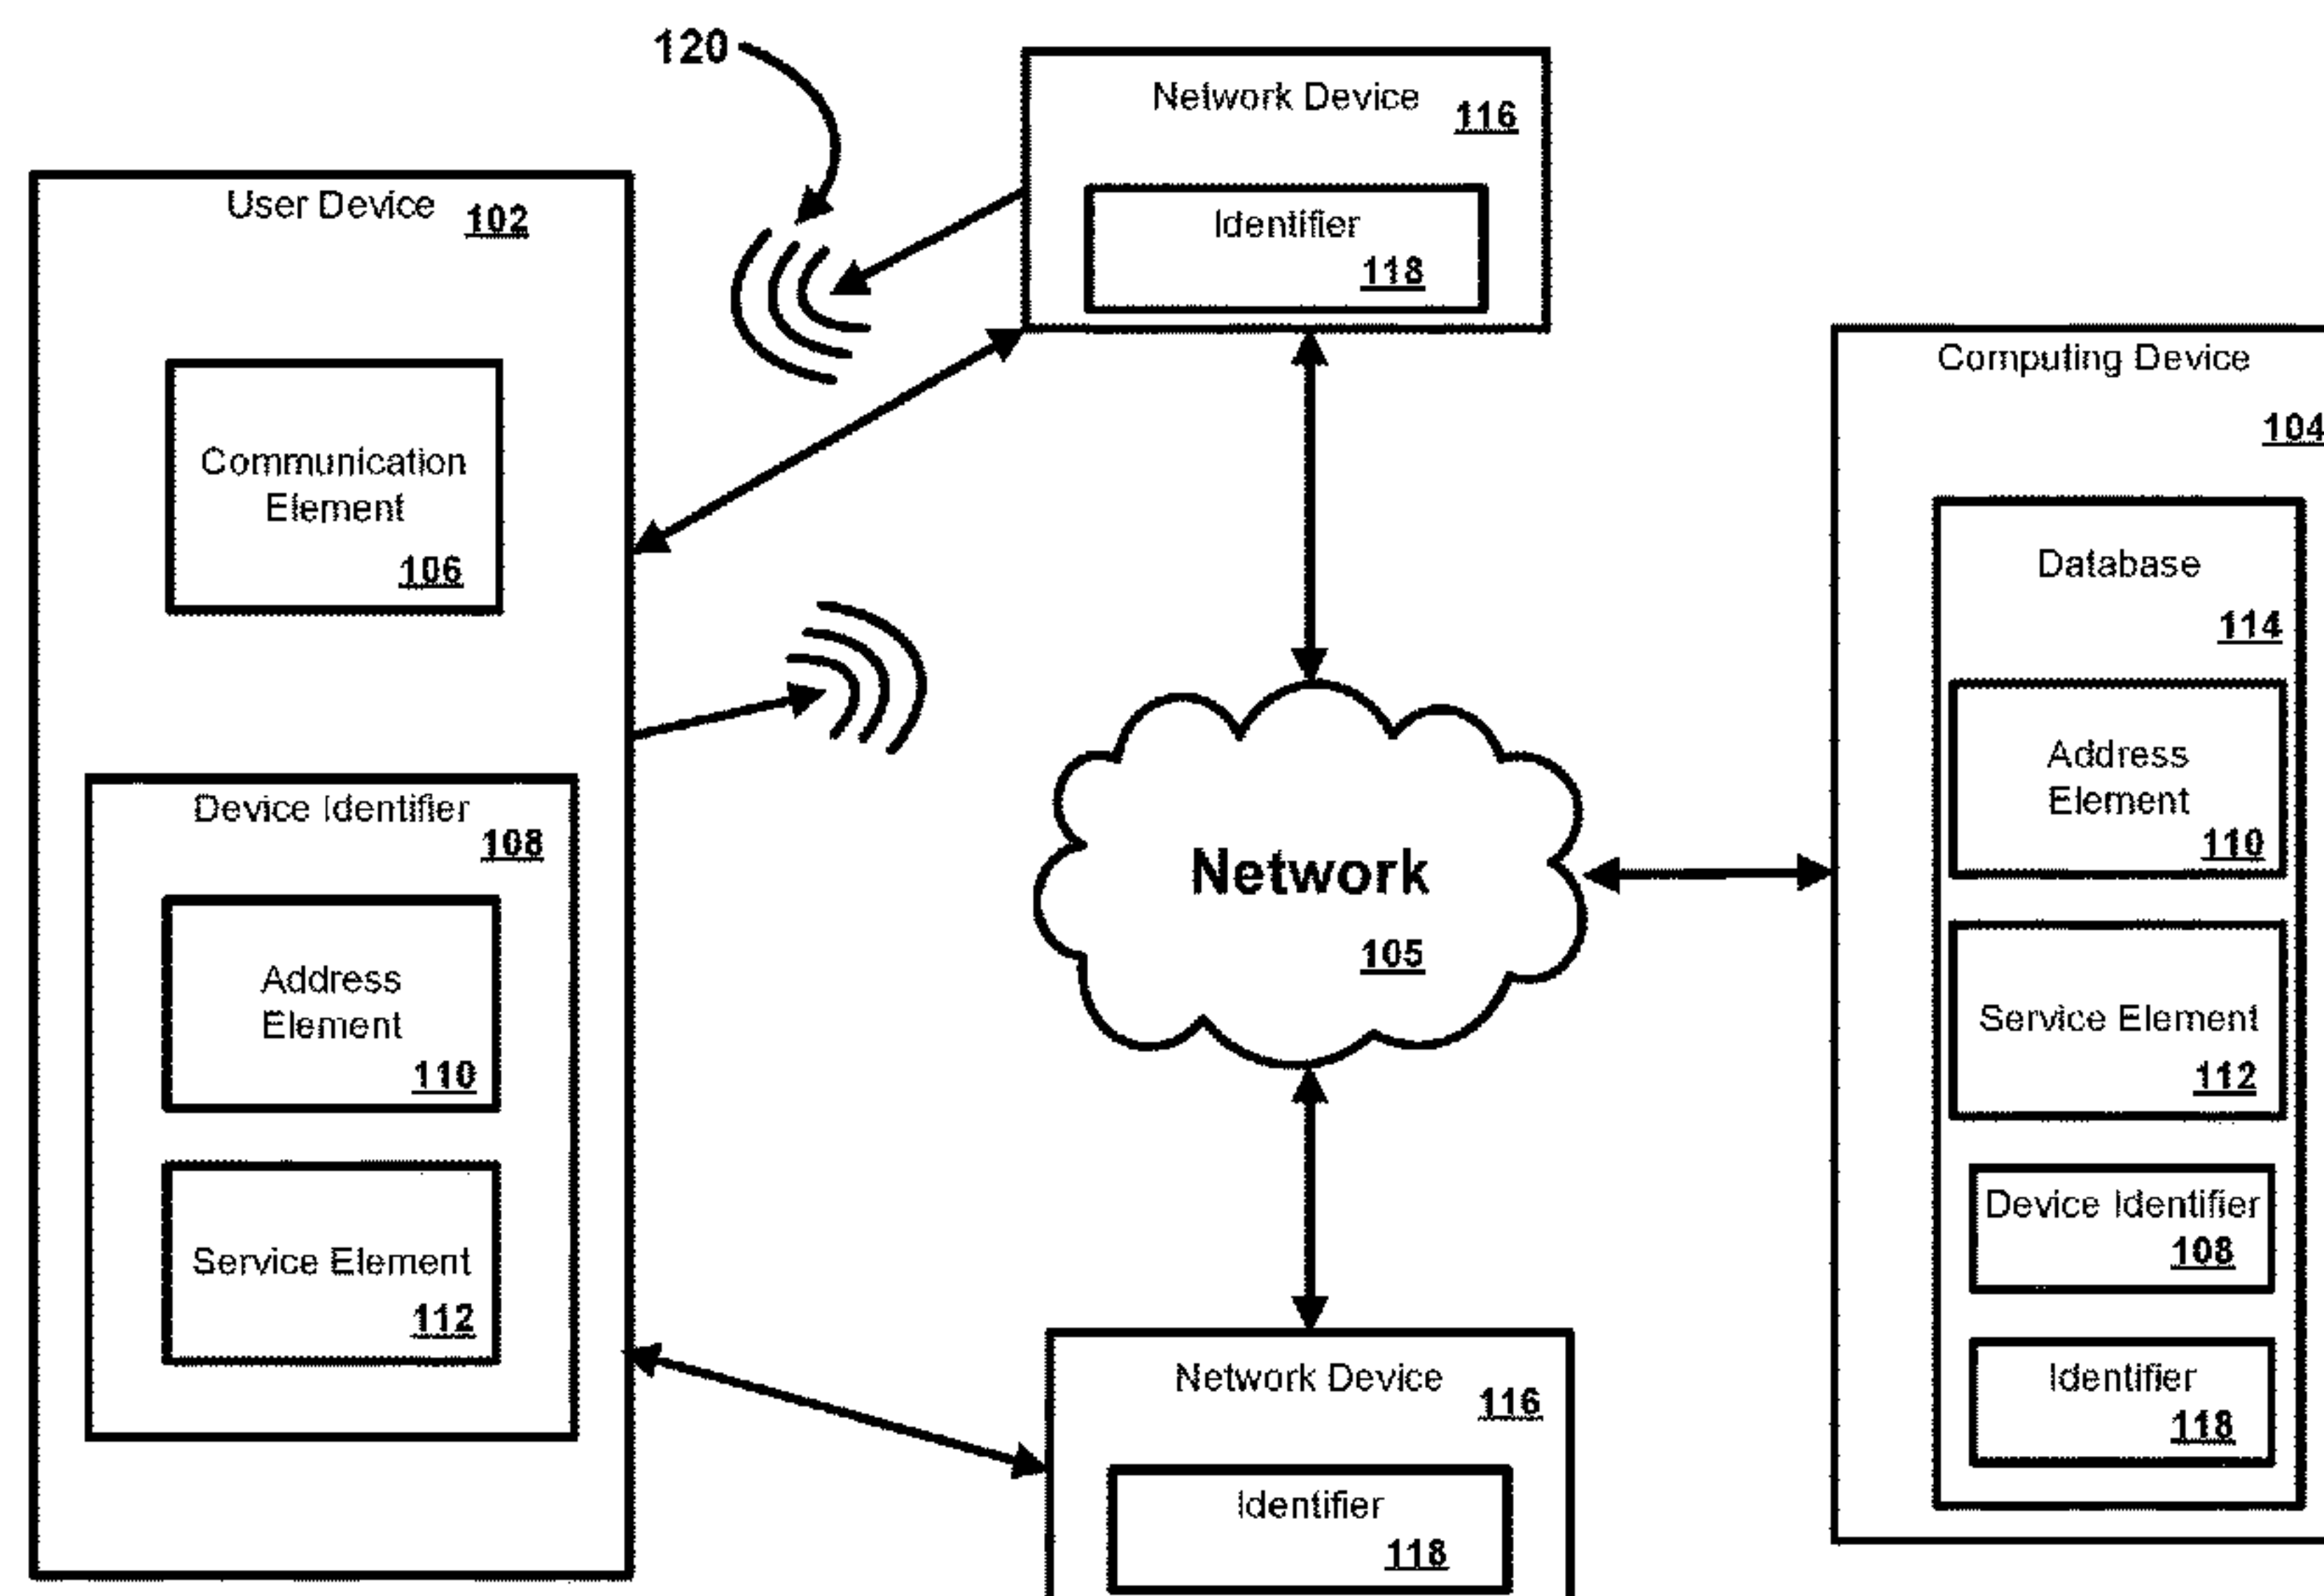 120
Network Device
116
Identifier
118
User Device
102
Communication
Element
106
Device Identifier
108
Address
Element
110
Service Element
112
Network
105
Network Device
116
Identifier
118
Computing Device
104
Database
114
Address
Element
110
Service Element
112
Device Identifier
108
Identifier
118